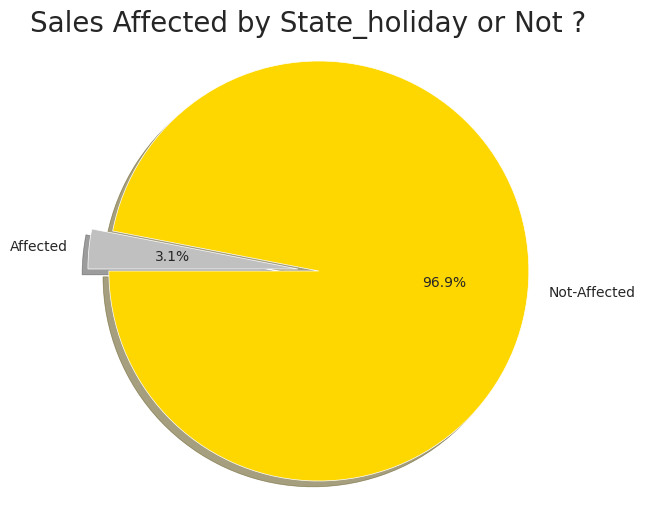 Sales Affected by State_holiday or Not ?
Affected
3.1%
96.9%
Not-Affected